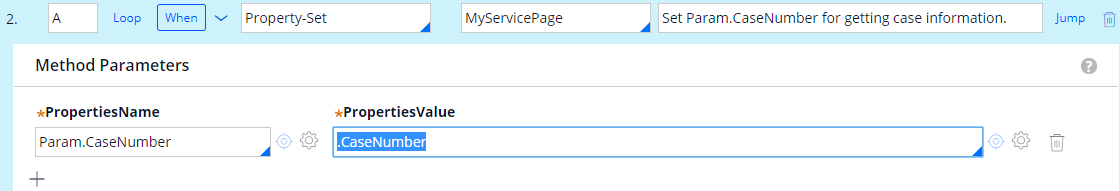 2. A Loop When Property-Set MyServicePage Set Param.CaseNumber for getting case information. Jump
Method Parameters ?
*PropertiesName *PropertiesValue
Param.CaseNumber .CaseNumber
+